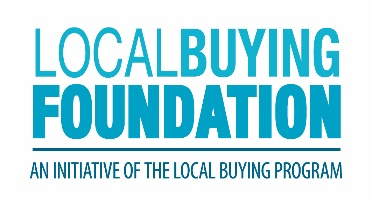 LOCALBUYING
FOUNDATION
AN INITIATIVE OF THE LOCAL BUYING PROGRAM